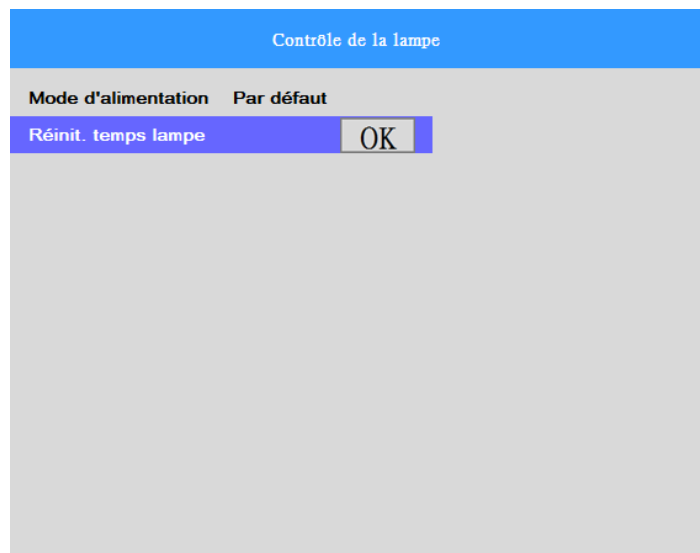 Contrôle de la lampe
Mode d'alimentation Par défaut
Réinit. temps lampe OK